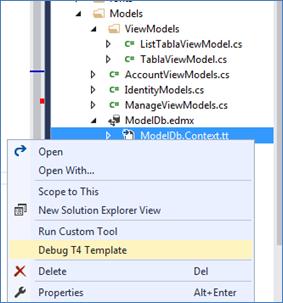 Models
ViewModels
C# ListTablaViewModel.cs
C# TablaViewModel.cs
C# AccountViewModels.cs
C# IdentityModels.cs
C# ManageViewModels.cs
ModelDb.edmx
ModelDb.Context.tt
Open
Open With...
Scope to This
New Solution Explorer View
Run Custom Tool
Debug T4 Template
Delete Del
Properties Alt+Enter